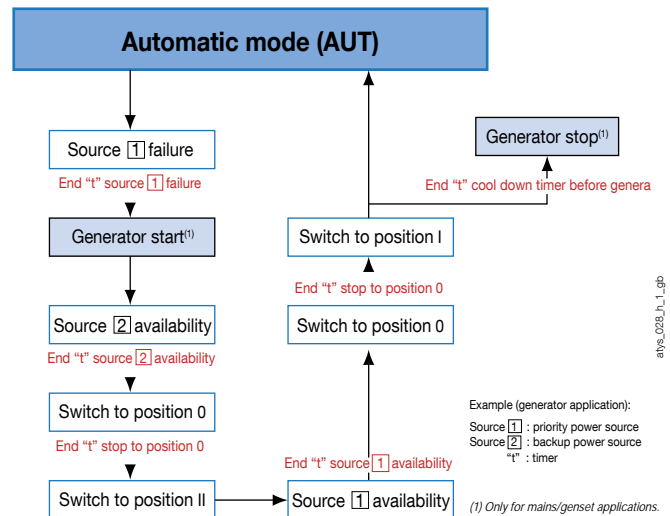 Automatic mode (AUT)
Source 1 failure
End “t” source 1 failure
Generator start(1)
Source 2 availability
End “t” source 2 availability
Switch to position 0
End “t” stop to position 0
Switch to position II
Source 1 availability
End “t” source 1 availability
Switch to position 0
End “t” stop to position 0
Switch to position I
End “t” cool down timer before genera
Generator stop(1)
Example (generator application):
Source 1 : priority power source
Source 2 : backup power source
“t” : timer
(1) Only for mains/genset applications.
atys_028_h_1_gb